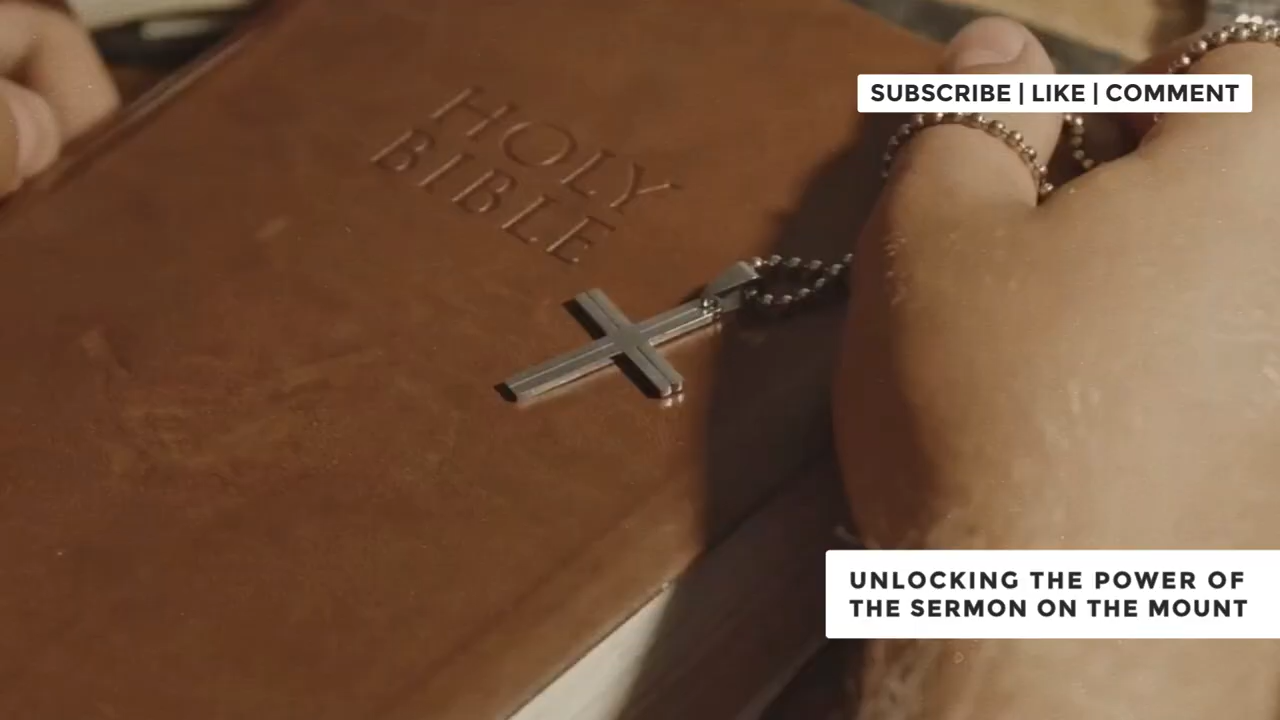 SUBSCRIBE | LIKE | COMMENT
HOLY
BIBLE
UNLOCKING THE POWER OF
THE SERMON ON THE MOUNT